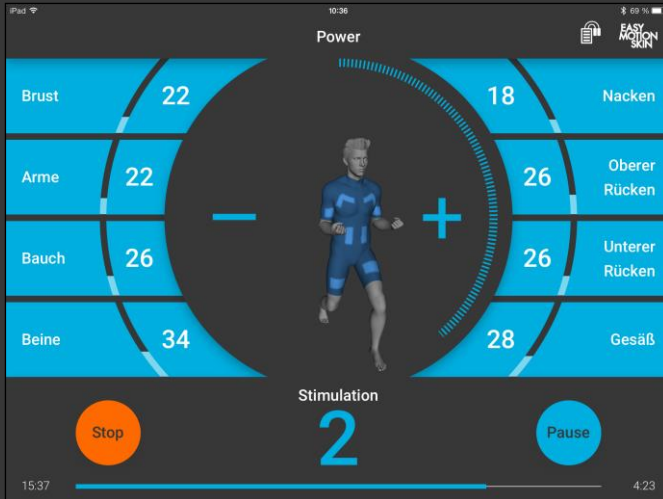 iPad 10:36 69 %
Power
EASY
MOTION
SKIN
Brust 22 18 Nacken
Arme 22 26 Oberer
Rücken
Bauch 26 26 Unterer
Rücken
Beine 34 28 Gesäß
Stimulation
Stop 2 Pause
15:37 4:23